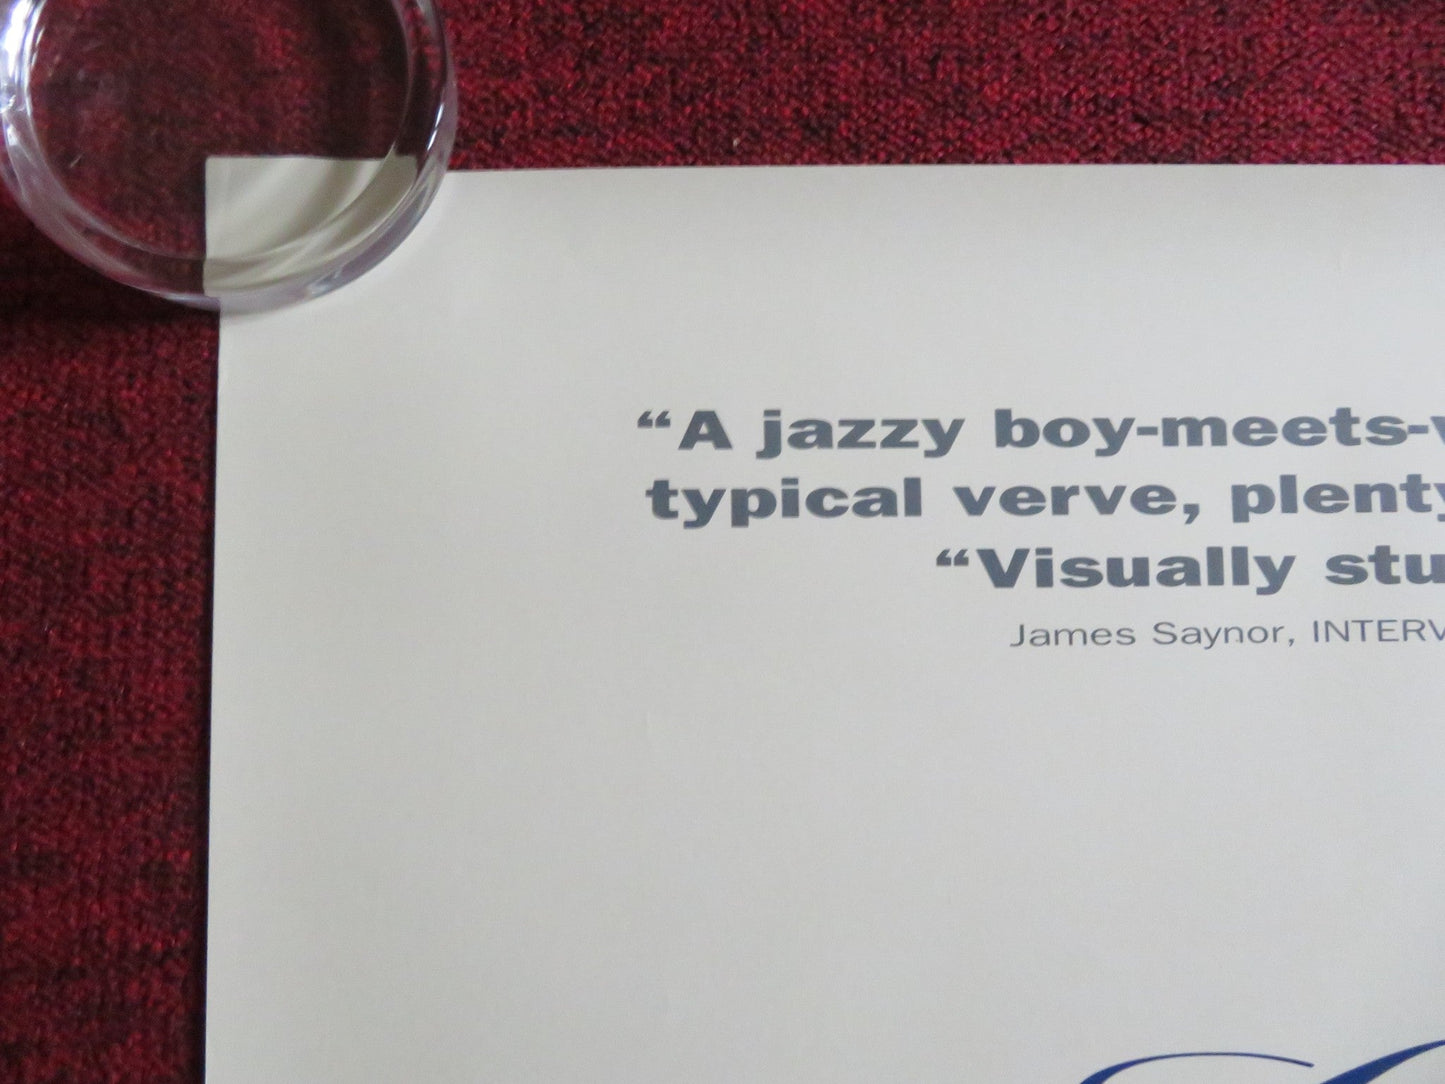 “A jazzy boy-meets-
typical verve, plenty
“Visually stu
James Saynor, INTERV